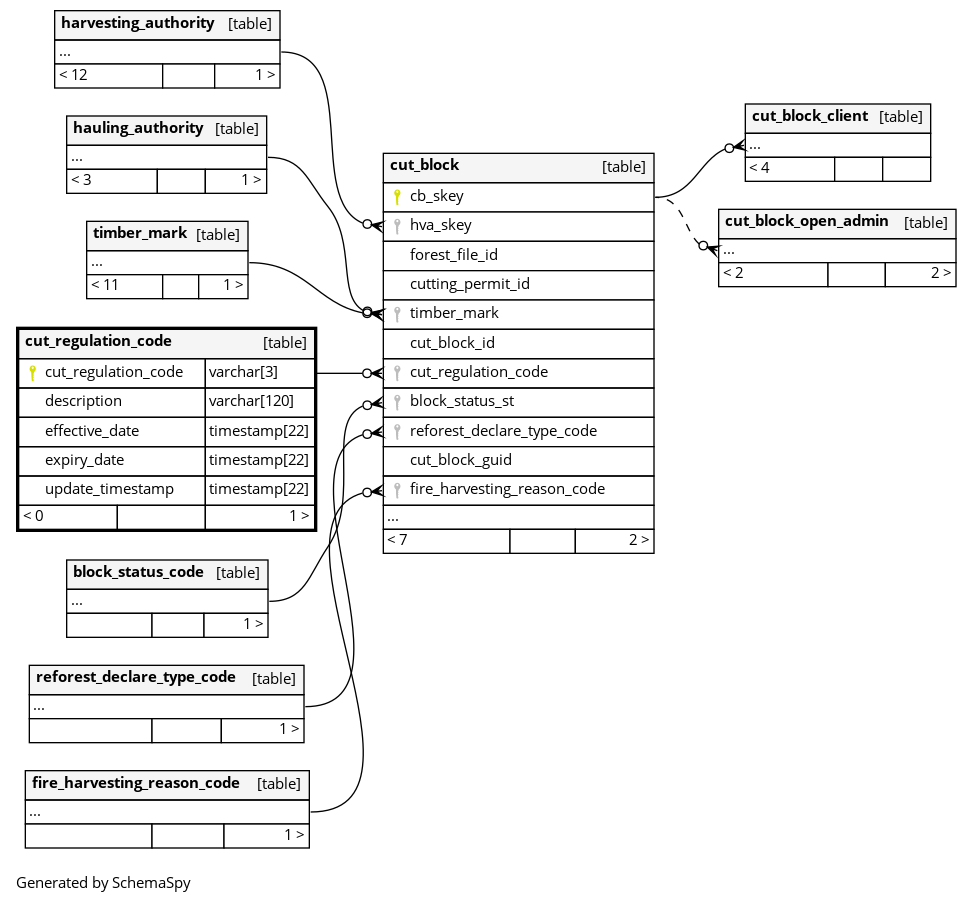 harvesting_authority [table]
...
< 12 1 >
hauling_authority [table]
...
< 3 1 >
timber_mark [table]
...
< 11 1 >
cut_regulation_code [table]
cut_regulation_code varchar[3]
description varchar[120]
effective_date timestamp[22]
expiry_date timestamp[22]
update_timestamp timestamp[22]
< 0 1 >
block_status_code [table]
...
1 >
reforest_declare_type_code [table]
...
1 >
fire_harvesting_reason_code [table]
...
1 >
cut_block [table]
cb_skey
hva_skey
forest_file_id
cutting_permit_id
timber_mark
cut_block_id
cut_regulation_code
block_status_st
reforest_declare_type_code
cut_block_guid
fire_harvesting_reason_code
...
< 7 2 >
cut_block_client [table]
...
< 4
cut_block_open_admin [table]
...
< 2 2 >
Generated by SchemaSpy